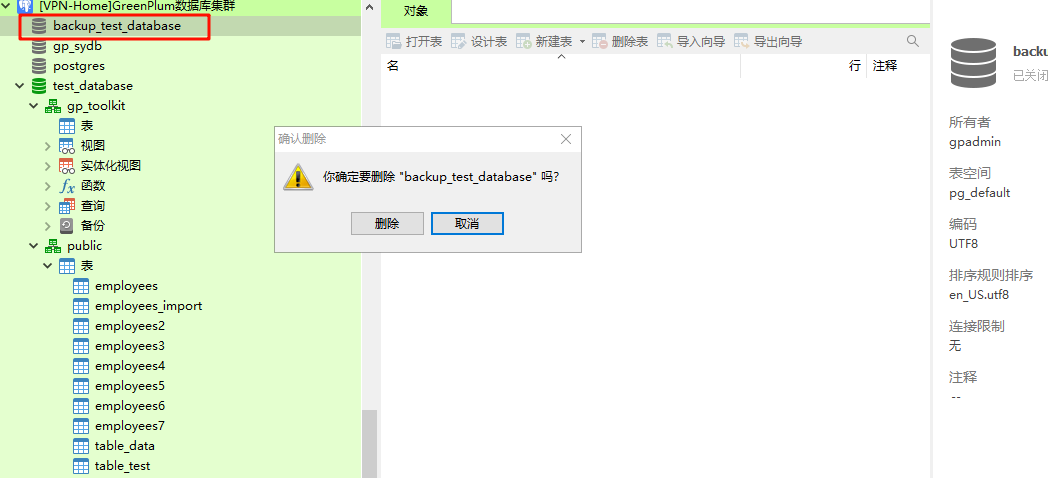 [VPN-Home]GreenPlum数据库集群
backup_test_database
gp_sydb
postgres
test_database
gp_toolkit
表
视图
实体化视图
函数
查询
备份
public
表
employees
employees_import
employees2
employees3
employees4
employees5
employees6
employees7
table_data
table_test
对象
打开表 设计表 新建表 删除表 导入向导 导出向导
名 行 注释
确认删除
你确定要删除 "backup_test_database" 吗?
删除 取消
backu
已关闭
所有者
gpadmin
表空间
pg_default
编码
UTF8
排序规则排序
en_US.utf8
连接限制
无
注释
--